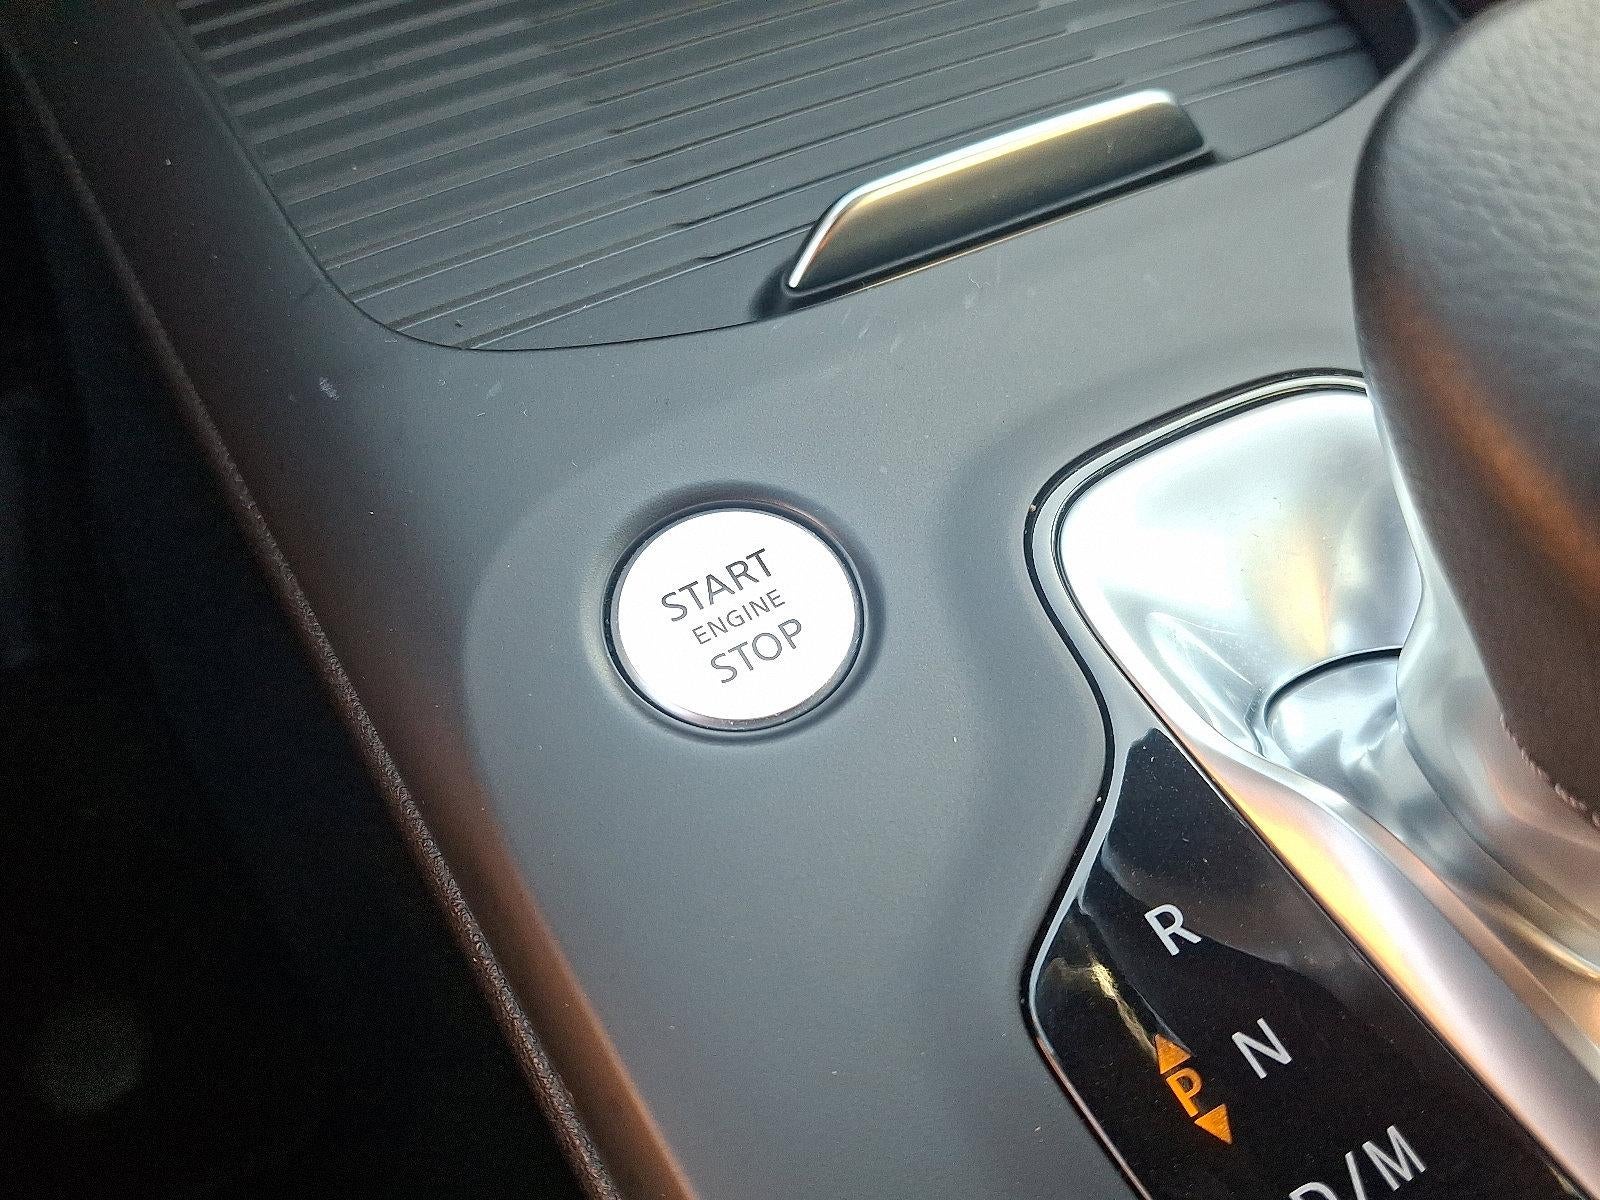 START
ENGINE
STOP
R
N
P
D/M